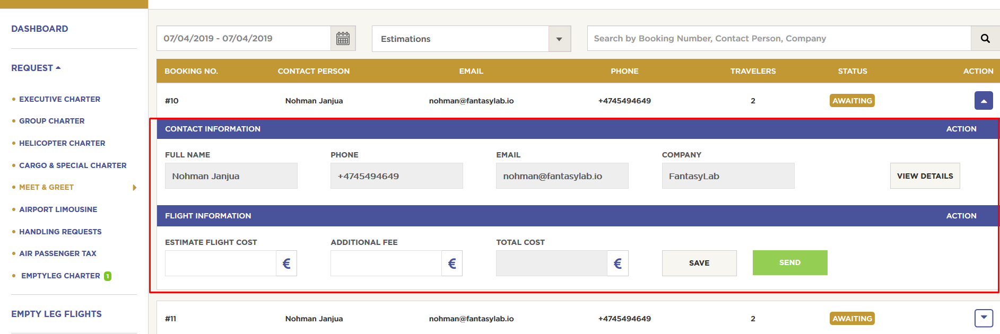 DASHBOARD
REQUEST
EXECUTIVE CHARTER
GROUP CHARTER
HELICOPTER CHARTER
CARGO & SPECIAL CHARTER
MEET & GREET
AIRPORT LIMOUSINE
HANDLING REQUESTS
AIR PASSENGER TAX
EMPTYLEG CHARTER 1
EMPTY LEG FLIGHTS
07/04/2019 - 07/04/2019
Estimations
Search by Booking Number, Contact Person, Company
BOOKING NO. CONTACT PERSON EMAIL PHONE TRAVELERS STATUS ACTION
#10 Nohman Janjua nohman@fantasylab.io +4745494649 2 AWAITING
CONTACT INFORMATION ACTION
FULL NAME PHONE EMAIL COMPANY
Nohman Janjua +4745494649 nohman@fantasylab.io FantasyLab VIEW DETAILS
FLIGHT INFORMATION ACTION
ESTIMATE FLIGHT COST ADDITIONAL FEE TOTAL COST
€ € € SAVE SEND
#11 Nohman Janjua nohman@fantasylab.io +4745494649 2 AWAITING